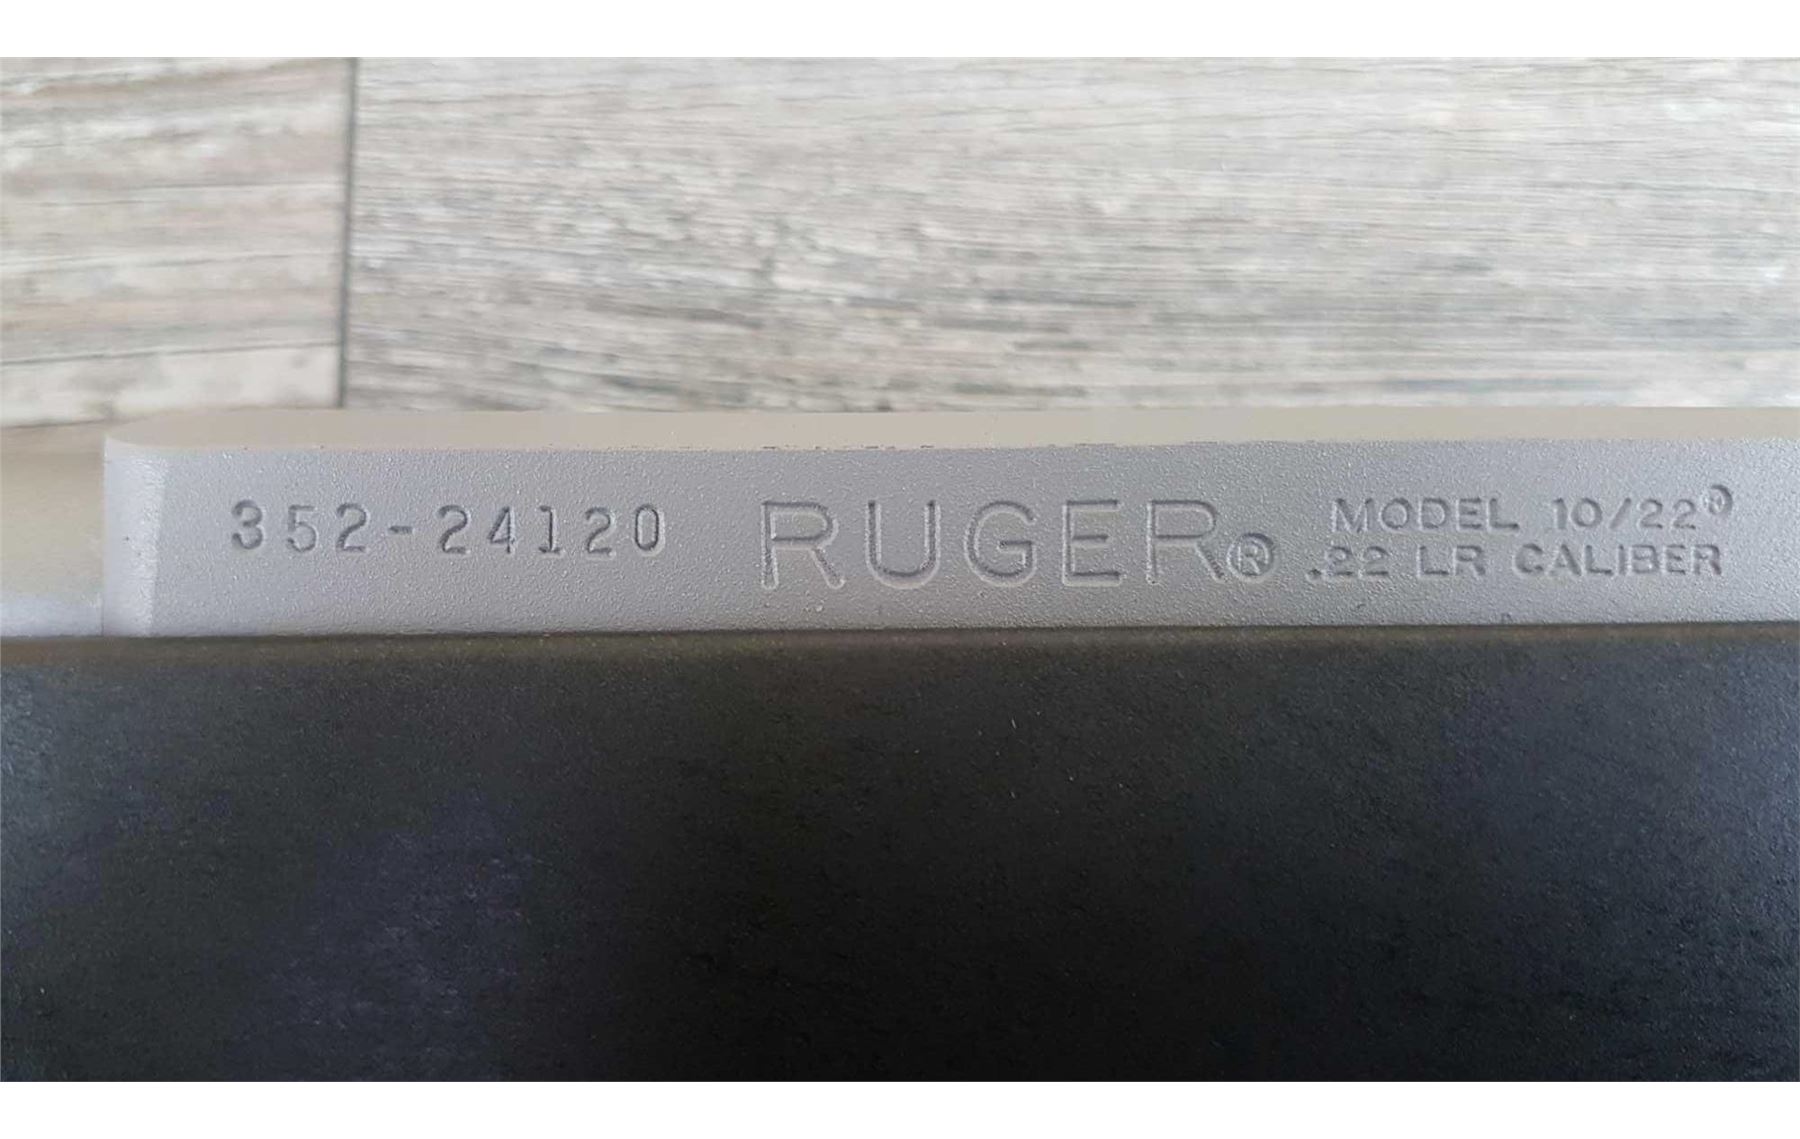 352-24120 RUGER® MODEL 10/22®
.22 LR CALIBER